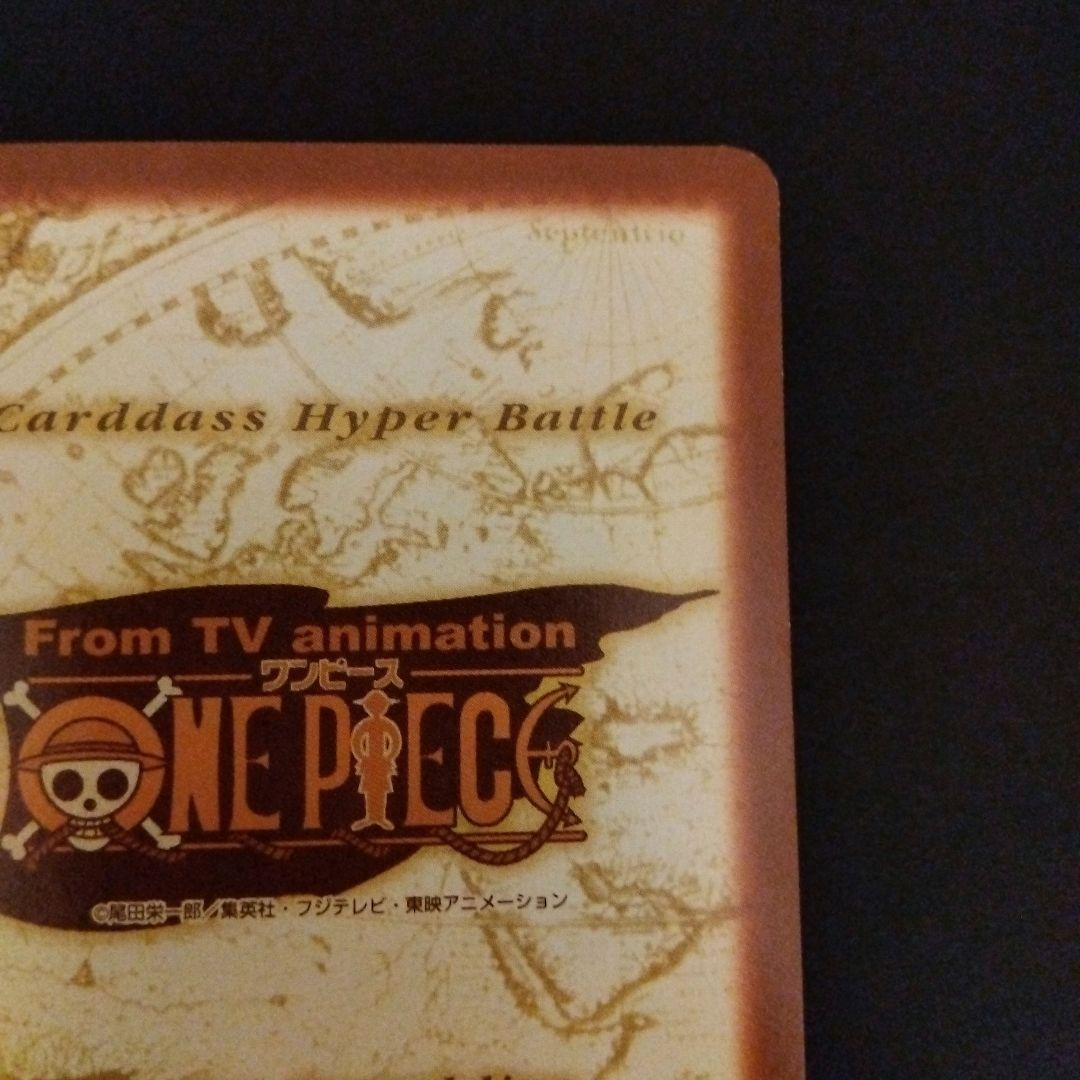 Septentrio
Carddass Hyper Battle
From TV animation
ワンピース
ONE PIECE
©尾田栄一郎／集英社・フジテレビ・東映アニメーション